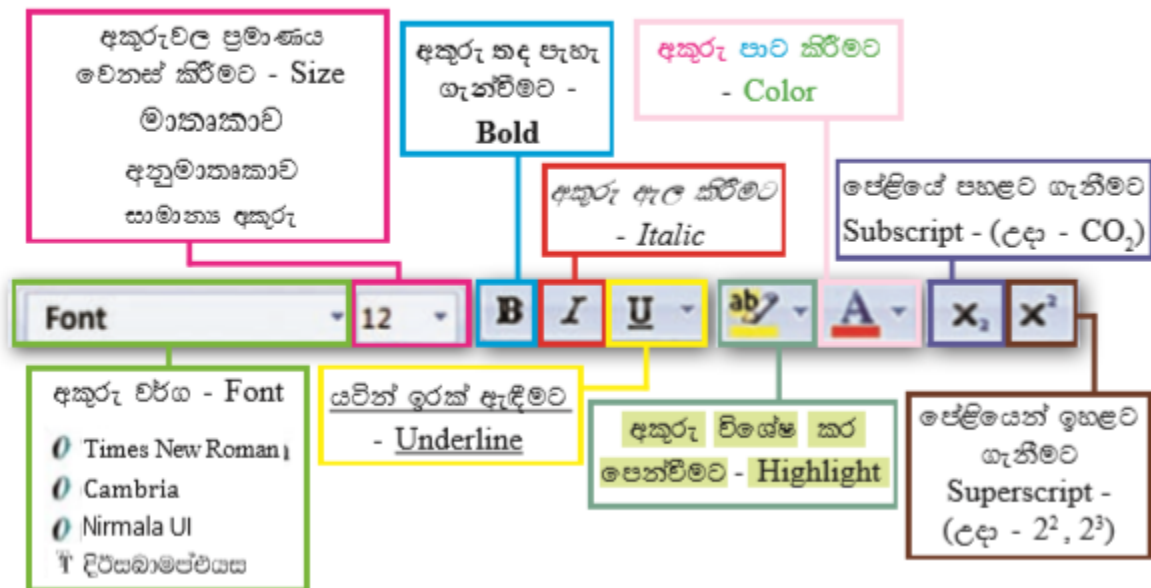 අකුරුවල ප්‍රමාණය
වෙනස් කිරීමට - Size
මාතෘකාව
අනුමාතෘකාව
සාමාන්‍ය අකුරු
අකුරු තද පැහැ
ගැන්වීමට -
Bold
අකුරු පාට කිරීමට
- Color
අකුරු ඇල කිරීමට
- Italic
පේළියේ පහළට ගැනීමට
Subscript - (උදා - CO₂)
Font
12
B
I
U
ab
A
X₂
X²
අකුරු වර්ග - Font
Times New Roman
Cambria
Nirmala UI
යටින් ඉරක් ඇඳීමට
- Underline
අකුරු විශේෂ කර
පෙන්වීමට - Highlight
පේළියෙන් ඉහළට
ගැනීමට
Superscript -
(උදා - 2², 2³)